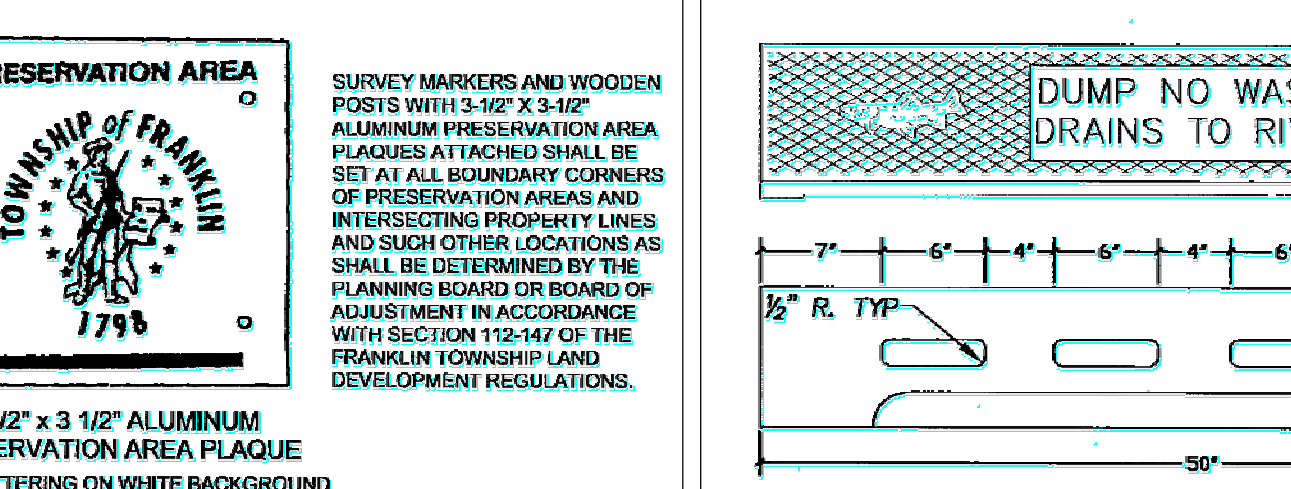 RESERVATION AREA
TOWNSHIP of FRANKLIN
1798
/2" x 3 1/2" ALUMINUM
ERVATION AREA PLAQUE
TTERING ON WHITE BACKGROUND
SURVEY MARKERS AND WOODEN
POSTS WITH 3-1/2" X 3-1/2"
ALUMINUM PRESERVATION AREA
PLAQUES ATTACHED SHALL BE
SET AT ALL BOUNDARY CORNERS
OF PRESERVATION AREAS AND
INTERSECTING PROPERTY LINES
AND SUCH OTHER LOCATIONS AS
SHALL BE DETERMINED BY THE
PLANNING BOARD OR BOARD OF
ADJUSTMENT IN ACCORDANCE
WITH SECTION 112-147 OF THE
FRANKLIN TOWNSHIP LAND
DEVELOPMENT REGULATIONS.
DUMP NO WAS
DRAINS TO RI
7" 6" 4" 6" 4" 6"
½" R. TYP
50"